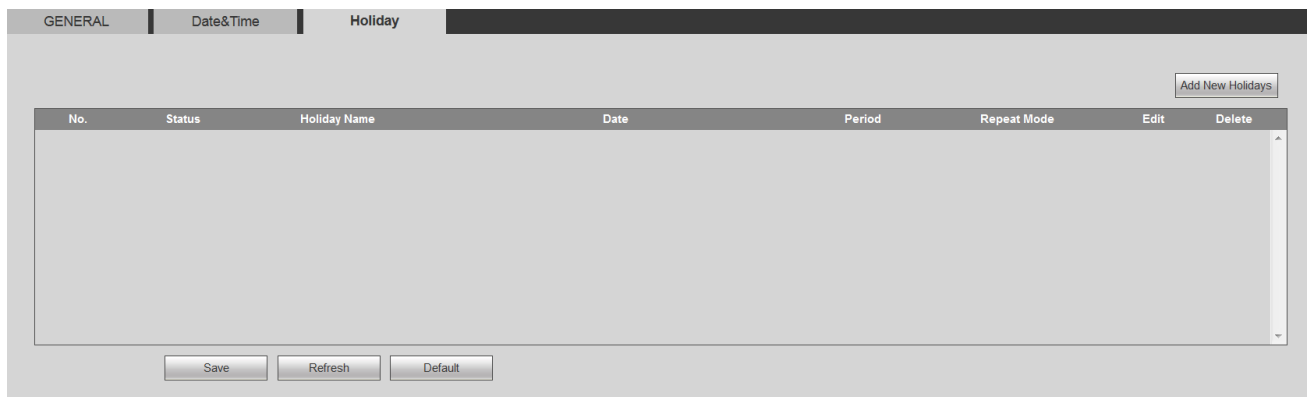 GENERAL Date&Time Holiday
Add New Holidays
No. Status Holiday Name Date Period Repeat Mode Edit Delete
Save Refresh Default